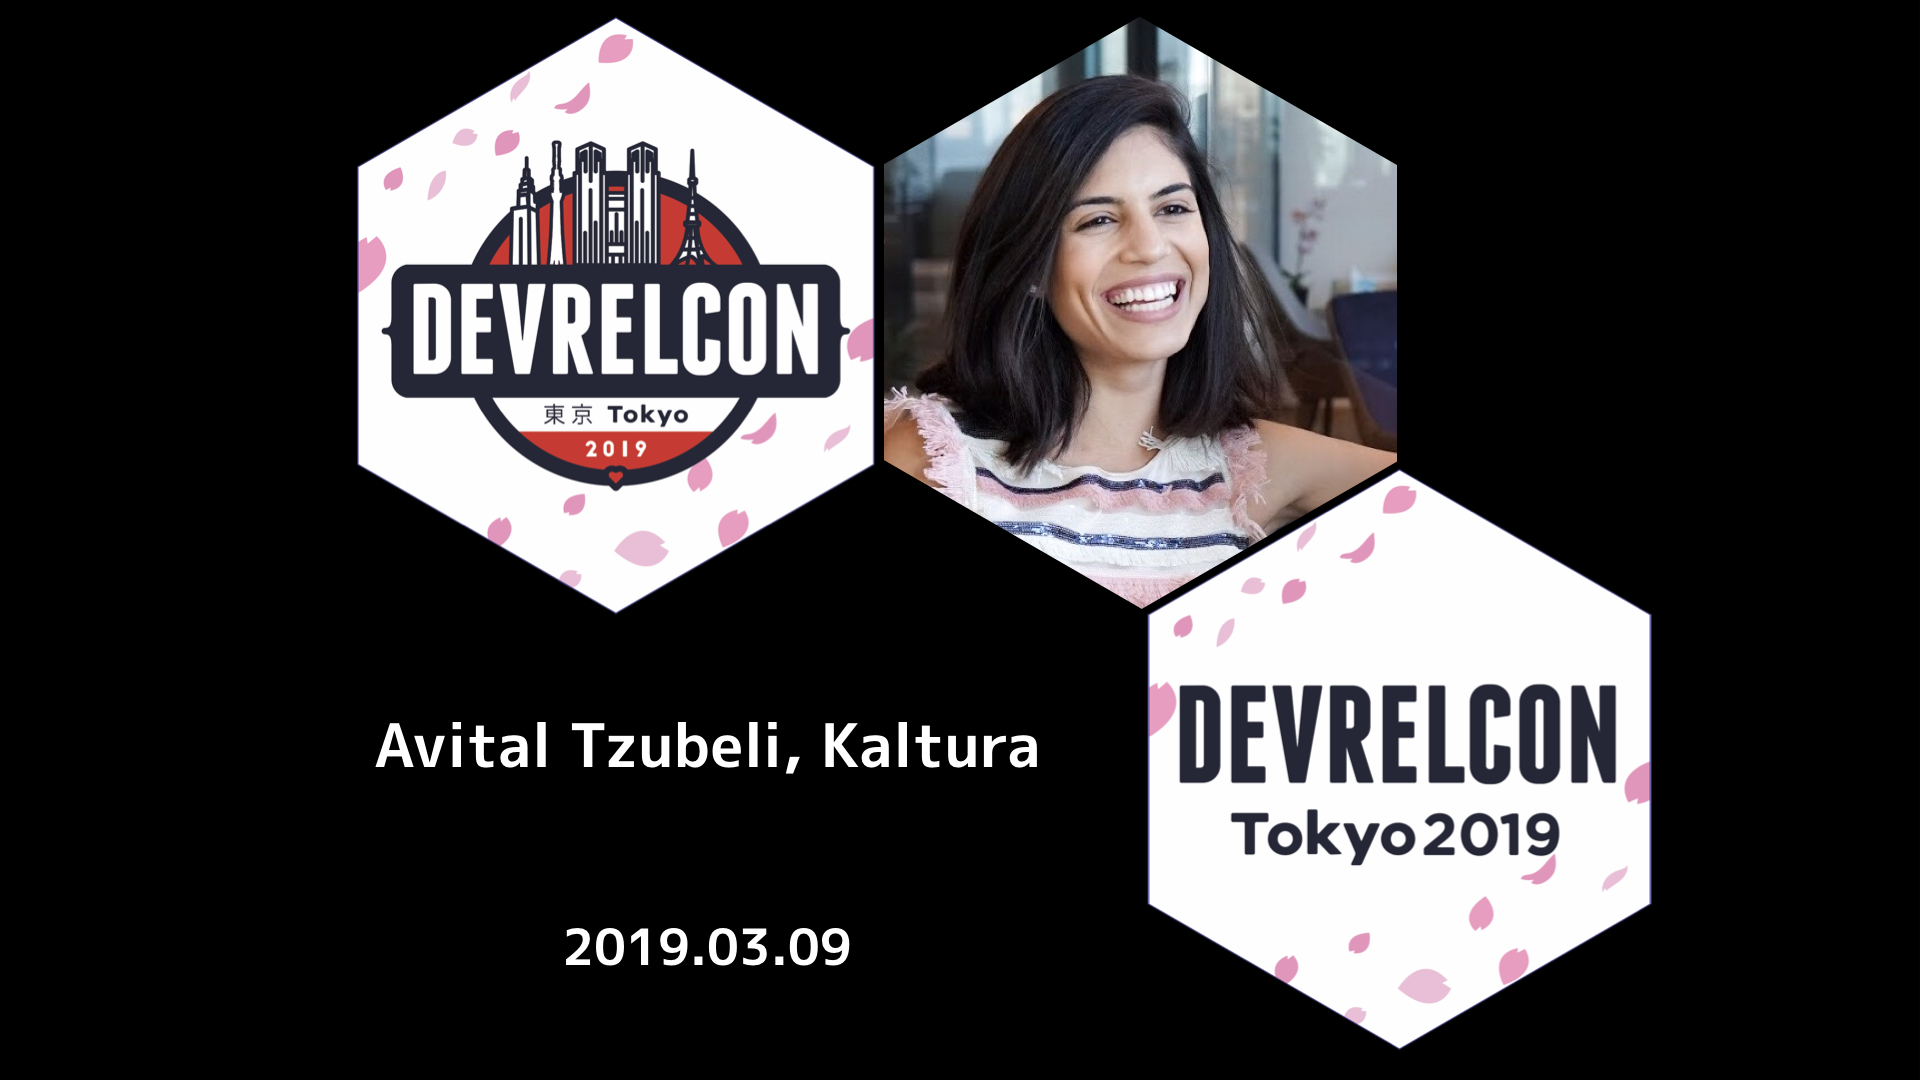 DEVRELCON
東京 Tokyo
2019
Avital Tzubeli, Kaltura
2019.03.09
DEVRELCON
Tokyo2019